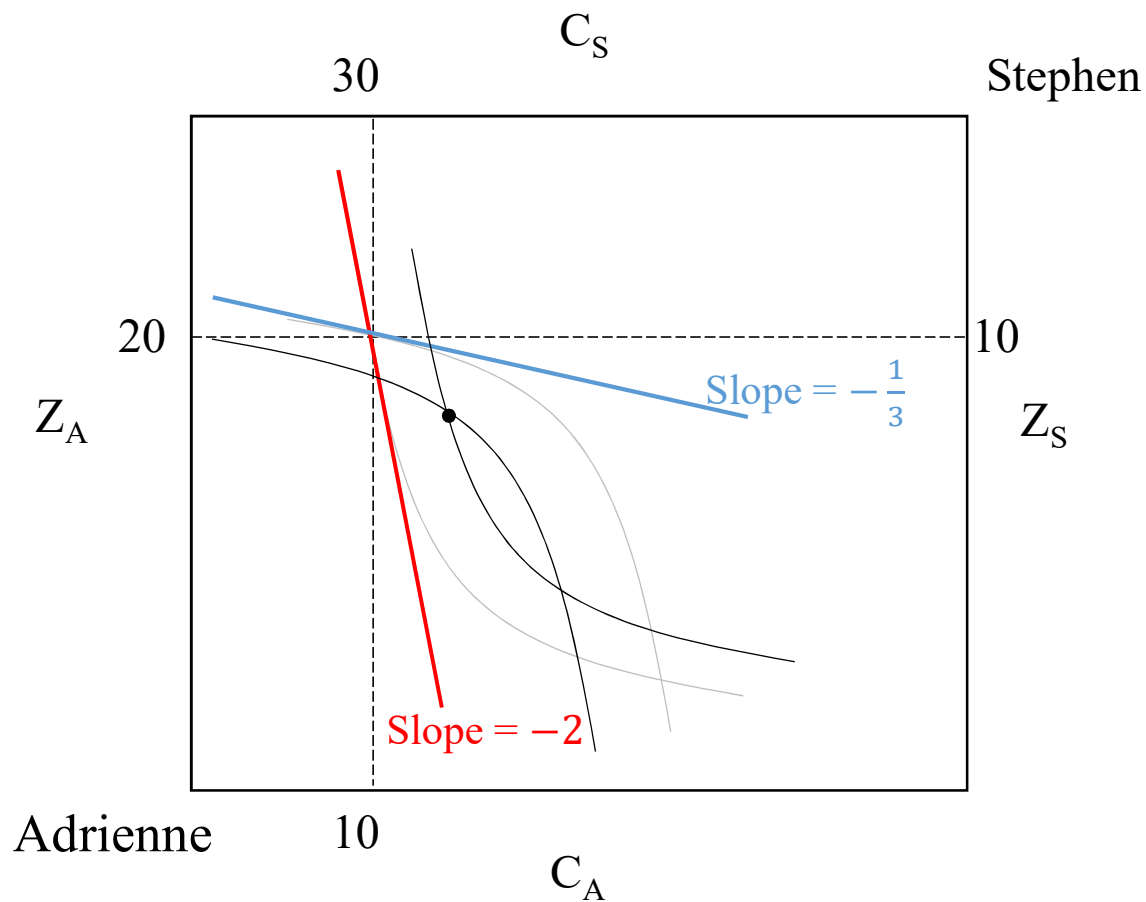 C_S
30
Stephen
20
10
Slope = −1/3
Z_A
Z_S
Slope = −2
Adrienne
10
C_A